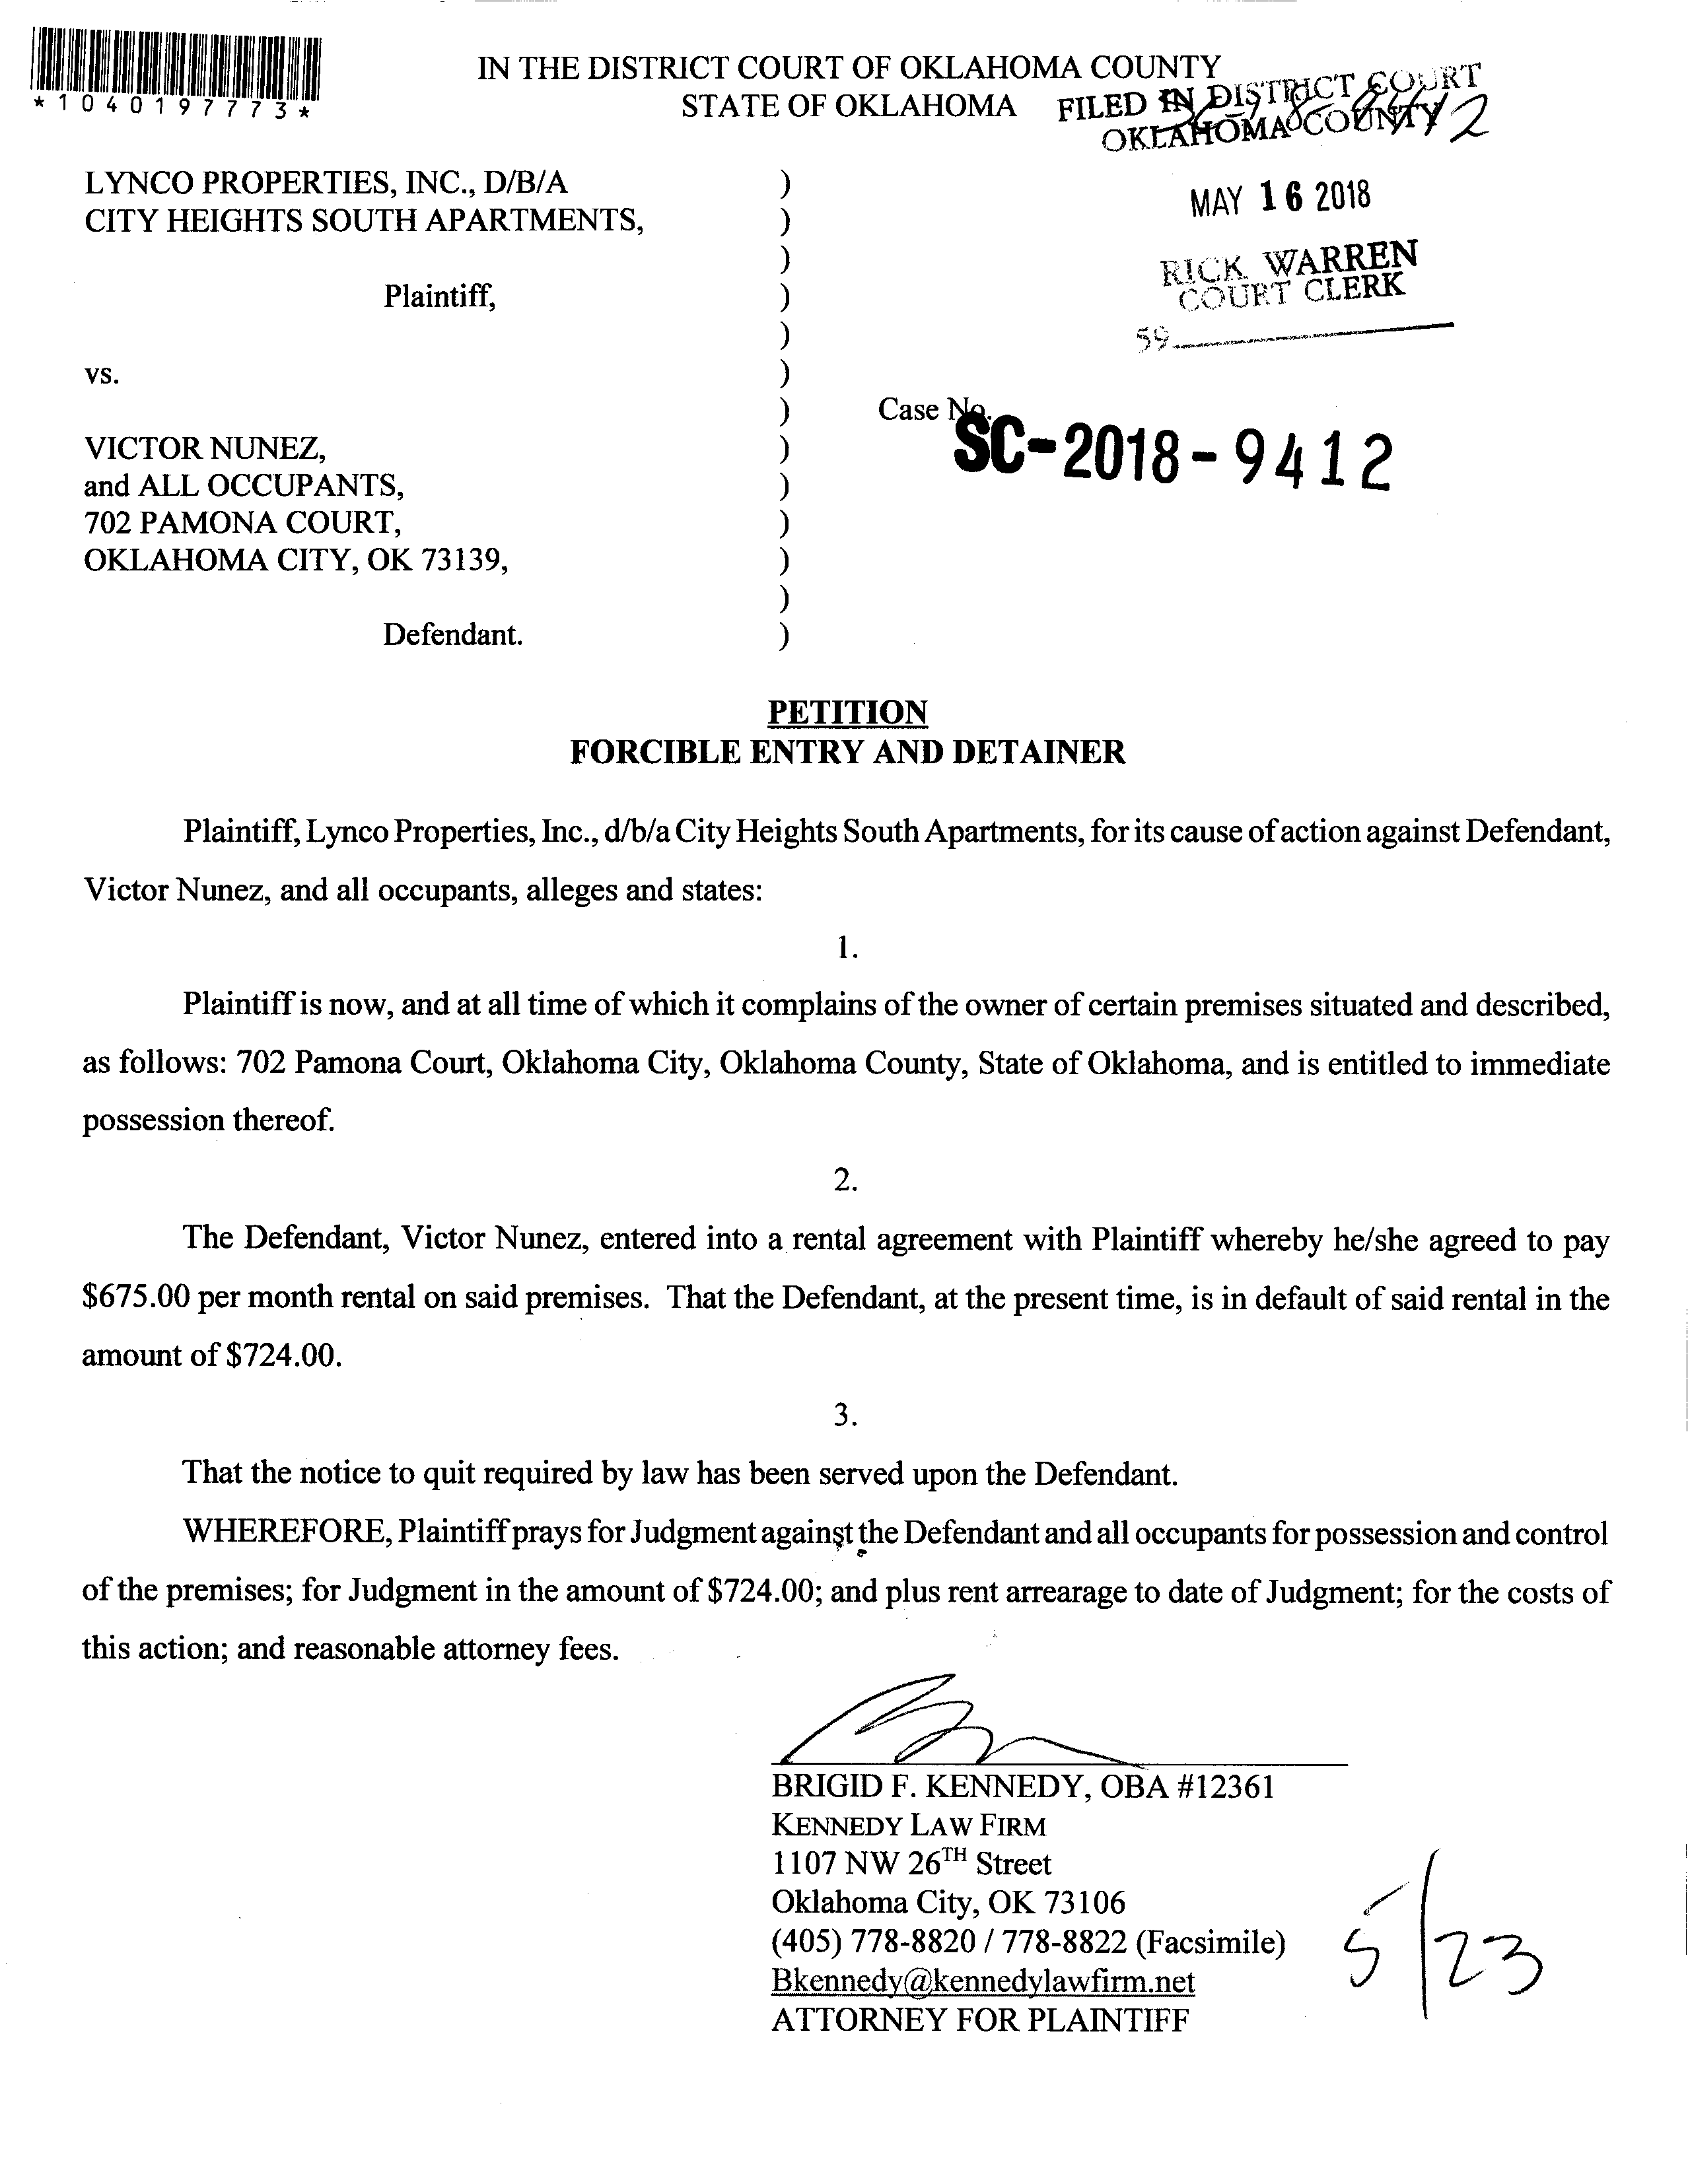 *1040197773*
IN THE DISTRICT COURT OF OKLAHOMA COUNTY
STATE OF OKLAHOMA
FILED IN DISTRICT COURT
OKLAHOMA COUNTY
MAY 16 2018
RICK WARREN
COURT CLERK
59
LYNCO PROPERTIES, INC., D/B/A )
CITY HEIGHTS SOUTH APARTMENTS, )
)
Plaintiff, )
)
vs. )
) Case No. SC-2018-9412
VICTOR NUNEZ, )
and ALL OCCUPANTS, )
702 PAMONA COURT, )
OKLAHOMA CITY, OK 73139, )
)
Defendant. )
PETITION
FORCIBLE ENTRY AND DETAINER
Plaintiff, Lynco Properties, Inc., d/b/a City Heights South Apartments, for its cause of action against Defendant,
Victor Nunez, and all occupants, alleges and states:
1.
Plaintiff is now, and at all time of which it complains of the owner of certain premises situated and described,
as follows: 702 Pamona Court, Oklahoma City, Oklahoma County, State of Oklahoma, and is entitled to immediate
possession thereof.
2.
The Defendant, Victor Nunez, entered into a rental agreement with Plaintiff whereby he/she agreed to pay
$675.00 per month rental on said premises. That the Defendant, at the present time, is in default of said rental in the
amount of $724.00.
3.
That the notice to quit required by law has been served upon the Defendant.
WHEREFORE, Plaintiff prays for Judgment against the Defendant and all occupants for possession and control
of the premises; for Judgment in the amount of $724.00; and plus rent arrearage to date of Judgment; for the costs of
this action; and reasonable attorney fees.
BRIGID F. KENNEDY, OBA #12361
KENNEDY LAW FIRM
1107 NW 26TH Street
Oklahoma City, OK 73106
(405) 778-8820 / 778-8822 (Facsimile)
Bkennedy@kennedylawfirm.net
ATTORNEY FOR PLAINTIFF
5/23